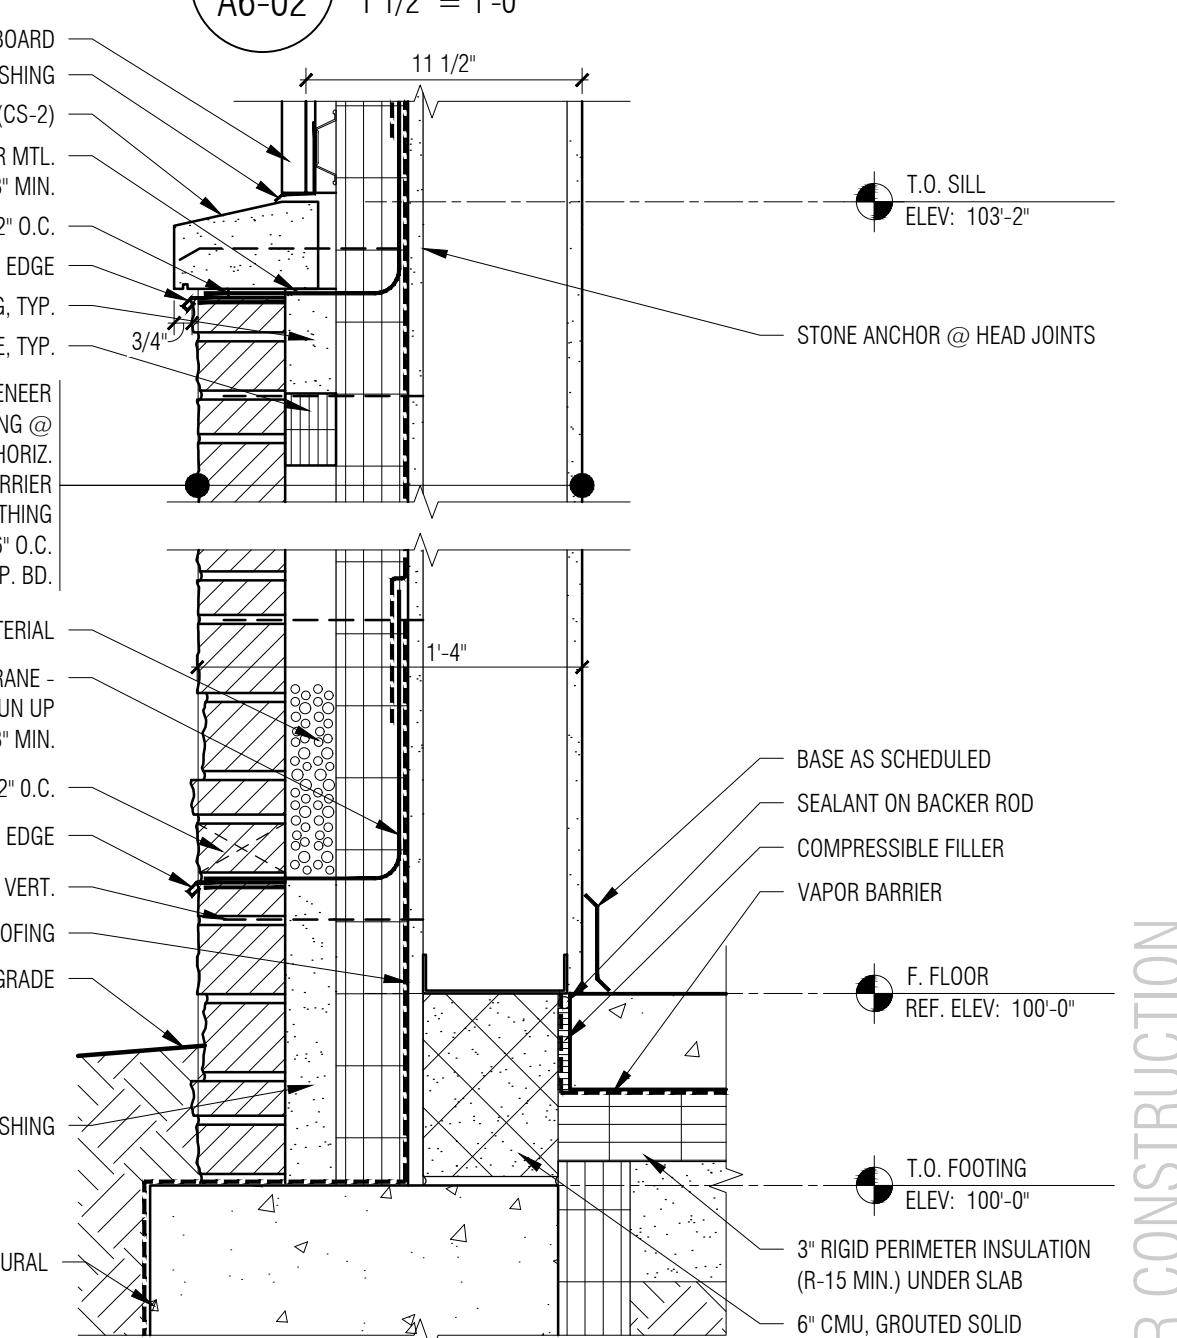 A6-02
1 1/2" = 1'-0"
BOARD
SHING
(CS-2)
R MTL.
" MIN.
2" O.C.
EDGE
G, TYP.
E, TYP.
ENEER
NG @
HORIZ.
RRIER
THING
6" O.C.
P. BD.
TERIAL
RANE -
UN UP
" MIN.
2" O.C.
EDGE
VERT.
OFING
GRADE
SHING
URAL
11 1/2"
3/4"
1'-4"
T.O. SILL
ELEV: 103'-2"
STONE ANCHOR @ HEAD JOINTS
BASE AS SCHEDULED
SEALANT ON BACKER ROD
COMPRESSIBLE FILLER
VAPOR BARRIER
F. FLOOR
REF. ELEV: 100'-0"
T.O. FOOTING
ELEV: 100'-0"
3" RIGID PERIMETER INSULATION
(R-15 MIN.) UNDER SLAB
6" CMU, GROUTED SOLID
R CONSTRUCTION